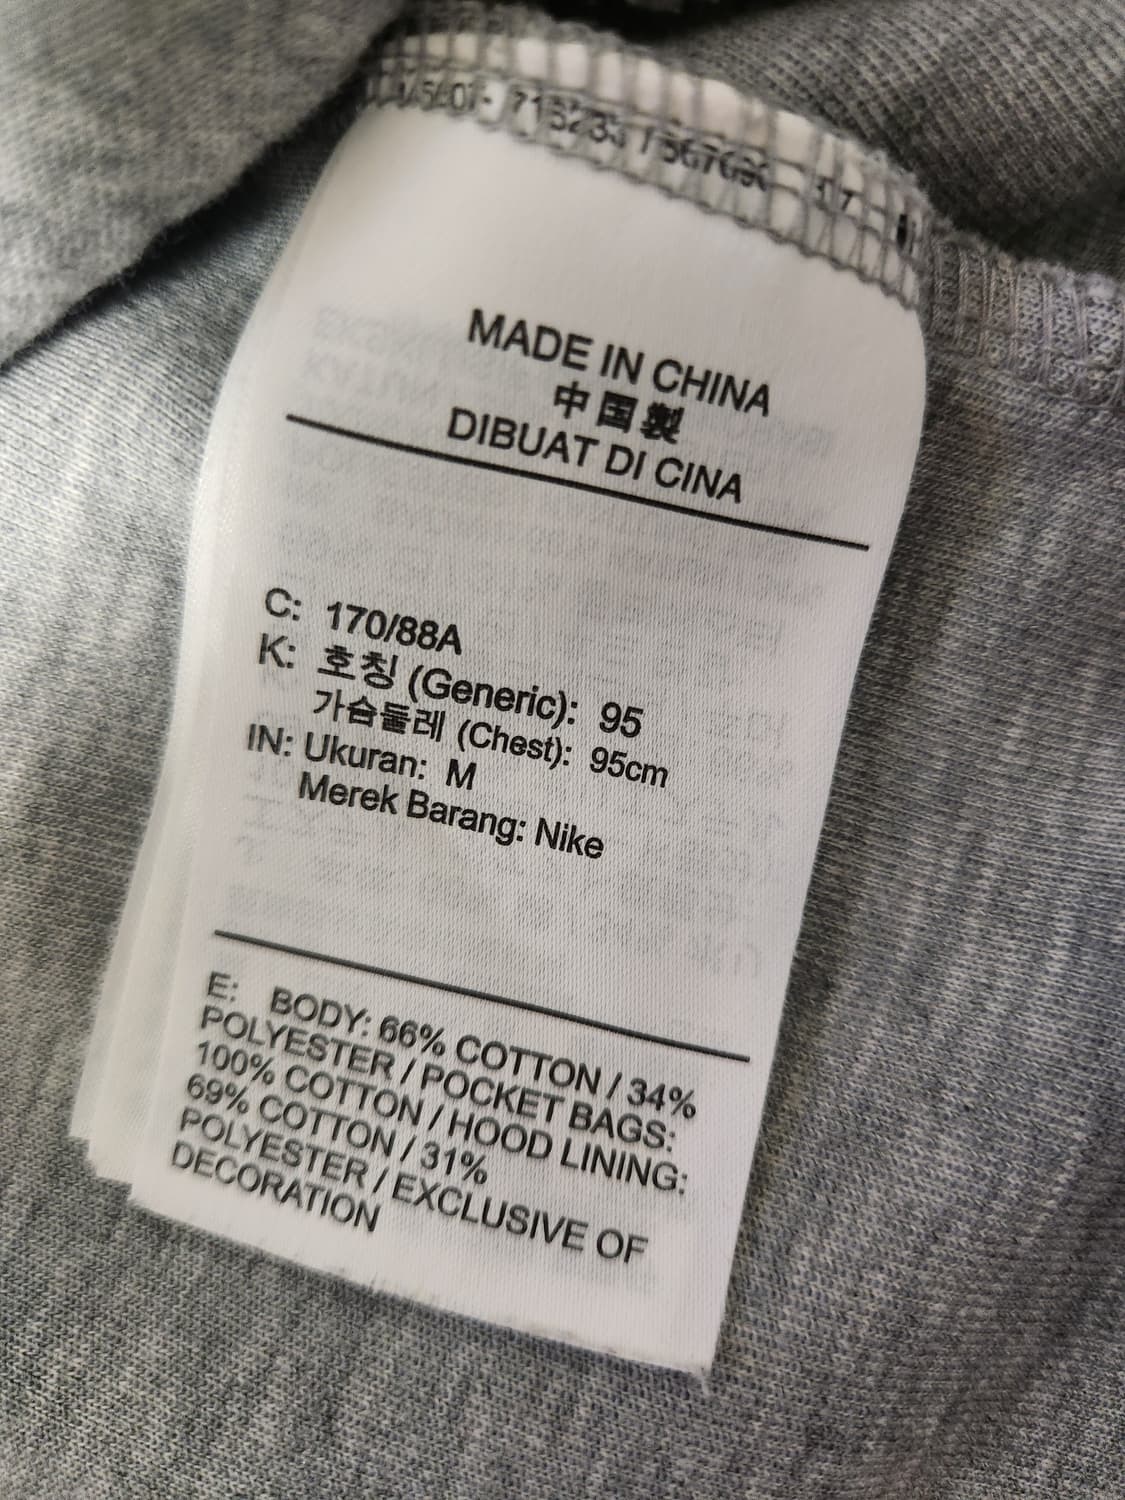 MADE IN CHINA
中国製
DIBUAT DI CINA
C: 170/88A
K: 호칭 (Generic): 95
가슴둘레 (Chest): 95cm
IN: Ukuran: M
Merek Barang: Nike
E: BODY: 66% COTTON / 34%
POLYESTER / POCKET BAGS:
100% COTTON / HOOD LINING:
69% COTTON / 31%
POLYESTER / EXCLUSIVE OF
DECORATION